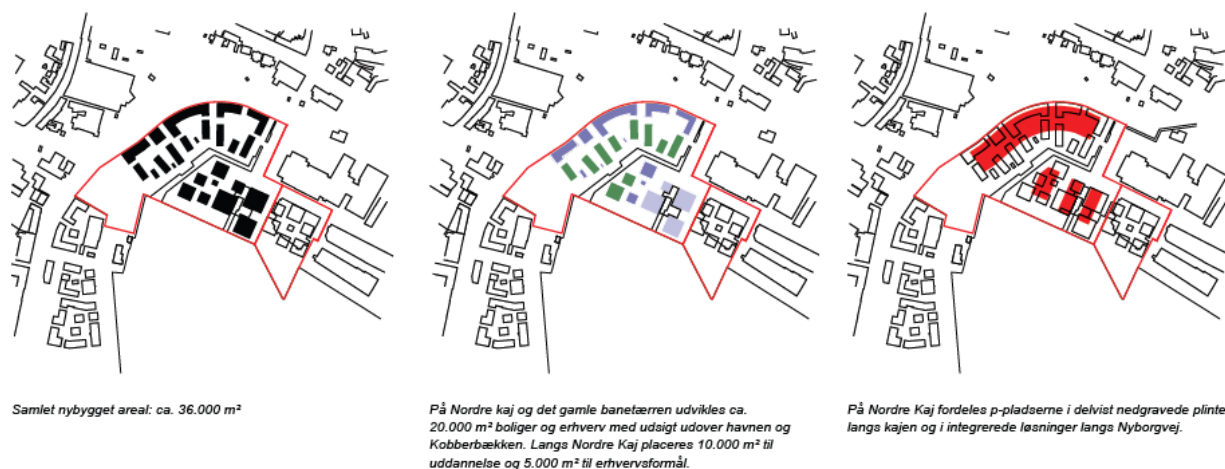 Samlet nybygget areal: ca. 36.000 m²
På Nordre kaj og det gamle banetærren udvikles ca.
20.000 m² boliger og erhverv med udsigt udover havnen og
Kobberbækken. Langs Nordre Kaj placeres 10.000 m² til
uddannelse og 5.000 m² til erhvervsformål.
På Nordre Kaj fordeles p-pladserne i delvist nedgravede plinte
langs kajen og i integrerede løsninger langs Nyborgvej.